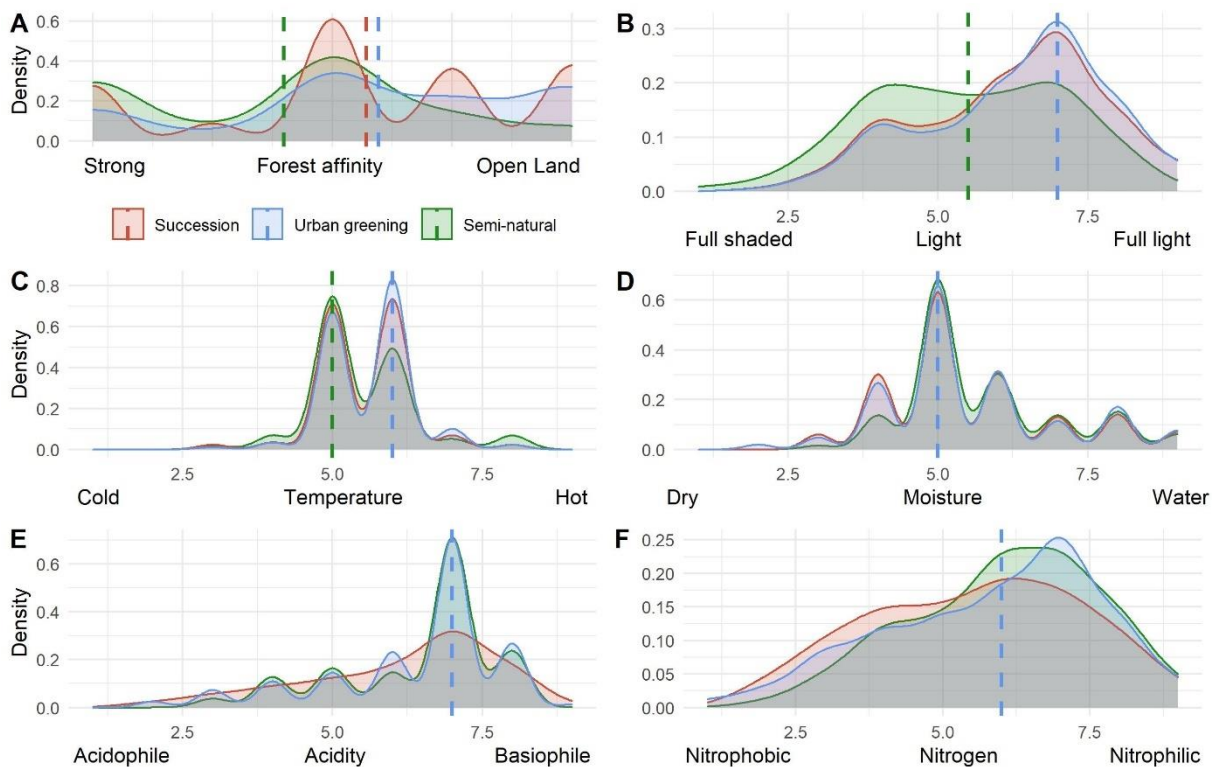 A
Density
0.6
0.4
0.2
0.0
Strong Forest affinity Open Land
Succession Urban greening Semi-natural
B
0.3
0.2
0.1
0.0
2.5 5.0 7.5
Full shaded Light Full light
C
Density
0.8
0.6
0.4
0.2
0.0
2.5 5.0 7.5
Cold Temperature Hot
D
0.6
0.4
0.2
0.0
2.5 5.0 7.5
Dry Moisture Water
E
Density
0.6
0.4
0.2
0.0
2.5 5.0 7.5
Acidophile Acidity Basiophile
F
0.25
0.20
0.15
0.10
0.05
0.00
2.5 5.0 7.5
Nitrophobic Nitrogen Nitrophilic